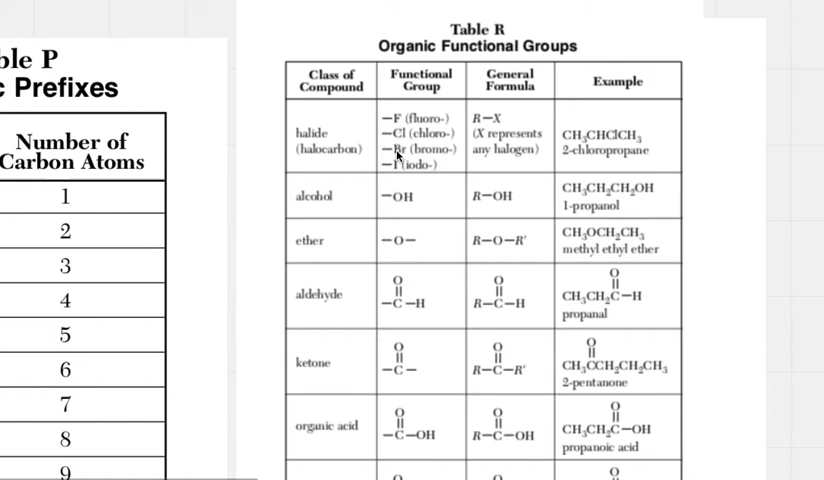 ble P
c Prefixes
Number of
Carbon Atoms
1
2
3
4
5
6
7
8
9
Table R
Organic Functional Groups
Class of
Compound
Functional
Group
General
Formula
Example
halide
(halocarbon)
—F (fluoro-)
—Cl (chloro-)
—Br (bromo-)
—I (iodo-)
R—X
(X represents
any halogen)
CH₃CHClCH₃
2-chloropropane
alcohol
—OH
R—OH
CH₃CH₂CH₂OH
1-propanol
ether
—O—
R—O—R′
CH₃OCH₂CH₃
methyl ethyl ether
aldehyde
O
||
—C—H
O
||
R—C—H
O
||
CH₃CH₂C—H
propanal
ketone
O
||
—C—
O
||
R—C—R′
O
||
CH₃CCH₂CH₂CH₃
2-pentanone
organic acid
O
||
—C—OH
O
||
R—C—OH
O
||
CH₃CH₂C—OH
propanoic acid
O
O
O